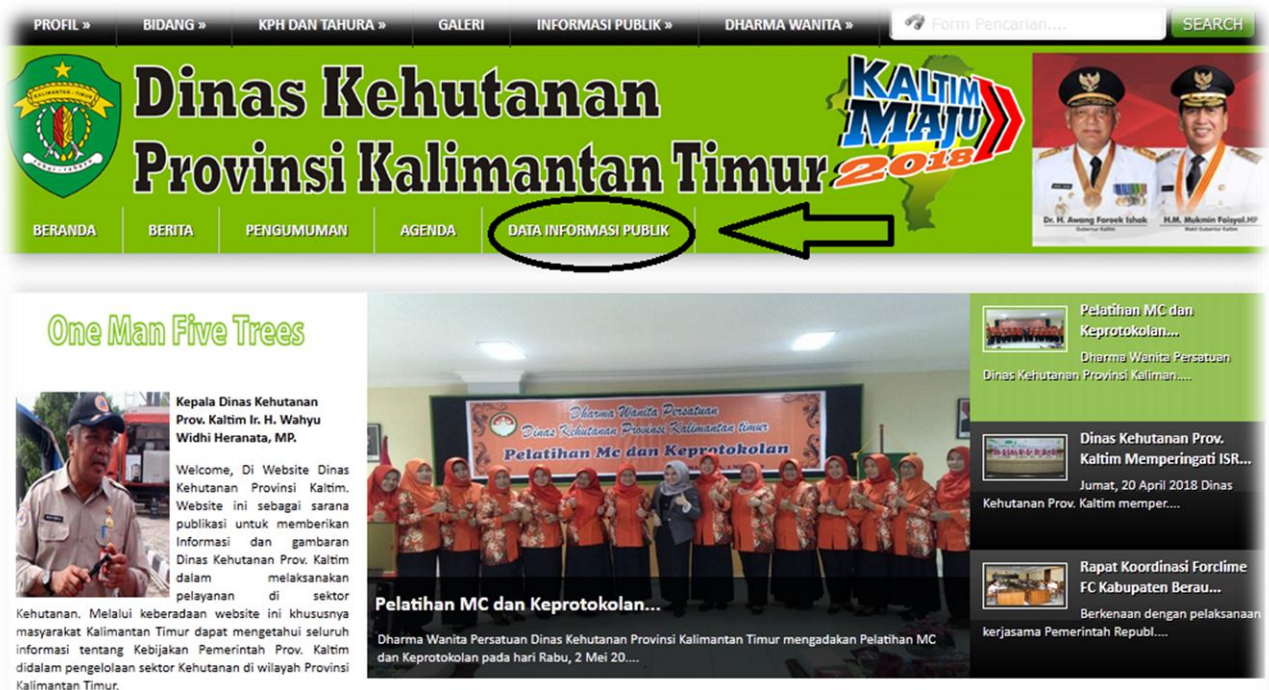 PROFIL »
BIDANG »
KPH DAN TAHURA »
GALERI
INFORMASI PUBLIK »
DHARMA WANITA »
Form Pencarian....
SEARCH
KALIMANTAN - TIMUR
Dinas Kehutanan
Provinsi Kalimantan Timur
KALTIM
MAJU
2018
Dr. H. Awang Faroek Ishak
Gubernur Kaltim
H.M. Mukmin Faisyal.HP
Wakil Gubernur Kaltim
BERANDA
BERITA
PENGUMUMAN
AGENDA
DATA INFORMASI PUBLIK
One Man Five Trees
Kepala Dinas Kehutanan
Prov. Kaltim Ir. H. Wahyu
Widhi Heranata, MP.
Welcome, Di Website Dinas
Kehutanan Provinsi Kaltim.
Website ini sebagai sarana
publikasi untuk memberikan
Informasi dan gambaran
Dinas Kehutanan Prov. Kaltim
dalam melaksanakan
pelayanan di sektor
Kehutanan. Melalui keberadaan website ini khususnya
masyarakat Kalimantan Timur dapat mengetahui seluruh
informasi tentang Kebijakan Pemerintah Prov. Kaltim
didalam pengelolaan sektor Kehutanan di wilayah Provinsi
Kalimantan Timur.
Dharma Wanita Persatuan
Dinas Kehutanan Provinsi Kalimantan timur
Pelatihan Mc dan Keprotokolan
Pelatihan MC dan Keprotokolan...
Dharma Wanita Persatuan Dinas Kehutanan Provinsi Kalimantan Timur mengadakan Pelatihan MC
dan Keprotokolan pada hari Rabu, 2 Mei 20....
Pelatihan MC dan
Keprotokolan...
Dharma Wanita Persatuan
Dinas Kehutanan Provinsi Kaliman.....
Dinas Kehutanan Prov.
Kaltim Memperingati ISR...
Jumat, 20 April 2018 Dinas
Kehutanan Prov. Kaltim memper....
Rapat Koordinasi Forclime
FC Kabupaten Berau...
Berkenaan dengan pelaksanaan
kerjasama Pemerintah Republ....